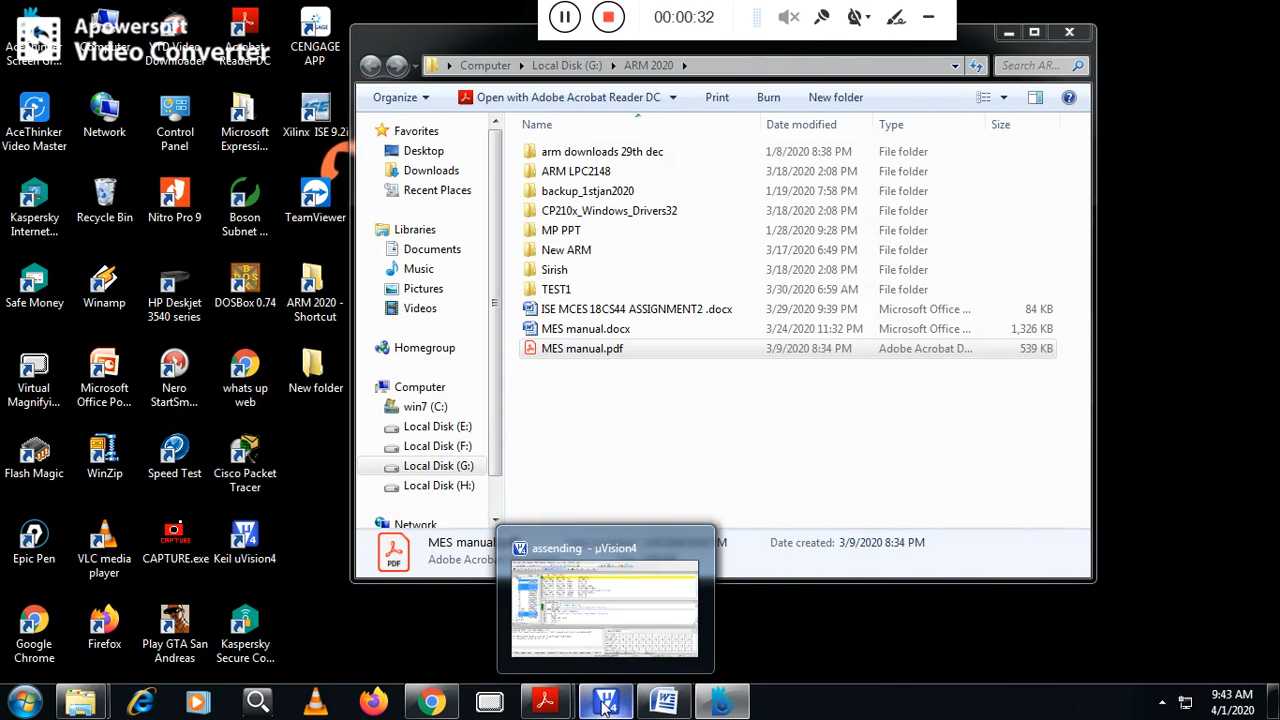 Apowersoft
Video Converter
00:00:32
AceThinker
Screen Gr...
Computer
YTD Video
Downloader
Acrobat
Reader DC
CENGAGE
APP
AceThinker
Video Master
Network
Control
Panel
Microsoft
Expressi...
Xilinx ISE 9.2i
Kaspersky
Internet...
Recycle Bin
Nitro Pro 9
Boson
Subnet ...
TeamViewer
Safe Money
Winamp
HP Deskjet
3540 series
DOSBox 0.74
ARM 2020 -
Shortcut
Virtual
Magnifyi...
Microsoft
Office Po...
Nero
StartSm...
whats up
web
New folder
Flash Magic
WinZip
Speed Test
Cisco Packet
Tracer
Epic Pen
VLC media
player
CAPTURE.exe
Keil uVision4
Google
Chrome
Firefox
Play GTA San
Andreas
Kaspersky
Secure Co...
Computer
Local Disk (G:)
ARM 2020
Search AR...
Organize
Open with Adobe Acrobat Reader DC
Print
Burn
New folder
Favorites
Desktop
Downloads
Recent Places
Libraries
Documents
Music
Pictures
Videos
Homegroup
Computer
win7 (C:)
Local Disk (E:)
Local Disk (F:)
Local Disk (G:)
Local Disk (H:)
Network
Name Date modified Type Size
arm downloads 29th dec 1/8/2020 8:38 PM File folder
ARM LPC2148 3/18/2020 2:08 PM File folder
backup_1stjan2020 1/19/2020 7:58 PM File folder
CP210x_Windows_Drivers32 3/18/2020 2:08 PM File folder
MP PPT 1/28/2020 9:28 PM File folder
New ARM 3/17/2020 6:49 PM File folder
Sirish 3/18/2020 2:08 PM File folder
TEST1 3/30/2020 6:59 AM File folder
ISE MCES 18CS44 ASSIGNMENT2 .docx 3/29/2020 9:39 PM Microsoft Office ... 84 KB
MES manual.docx 3/24/2020 11:32 PM Microsoft Office ... 1,326 KB
MES manual.pdf 3/9/2020 8:34 PM Adobe Acrobat D... 539 KB
PDF
MES manual
Adobe Acrob
Date created: 3/9/2020 8:34 PM
assending - µVision4
9:43 AM
4/1/2020